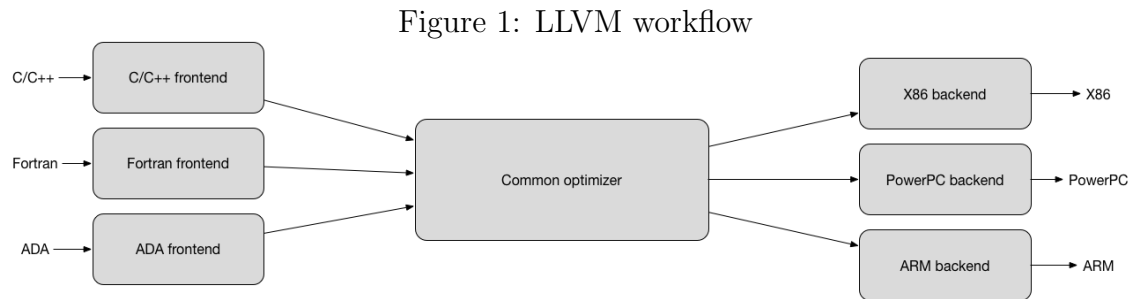 Figure 1: LLVM workflow
C/C++
C/C++ frontend
Fortran
Fortran frontend
ADA
ADA frontend
Common optimizer
X86 backend
X86
PowerPC backend
PowerPC
ARM backend
ARM